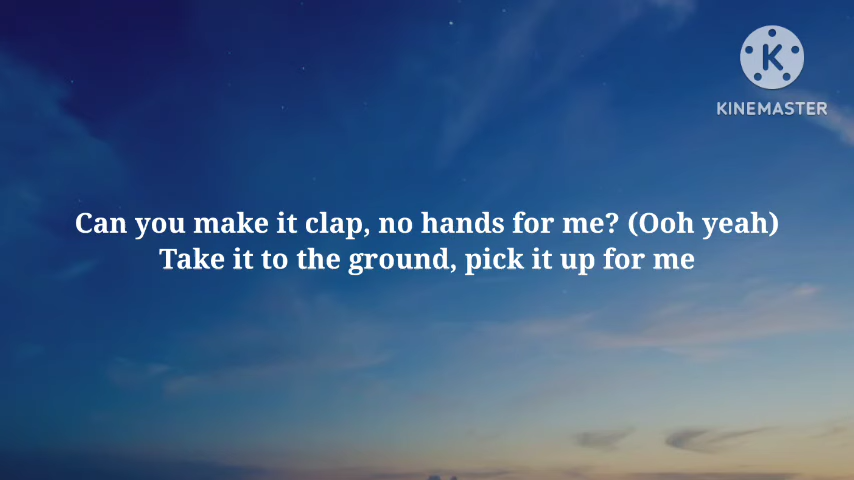 K
KINEMASTER
Can you make it clap, no hands for me? (Ooh yeah)
Take it to the ground, pick it up for me